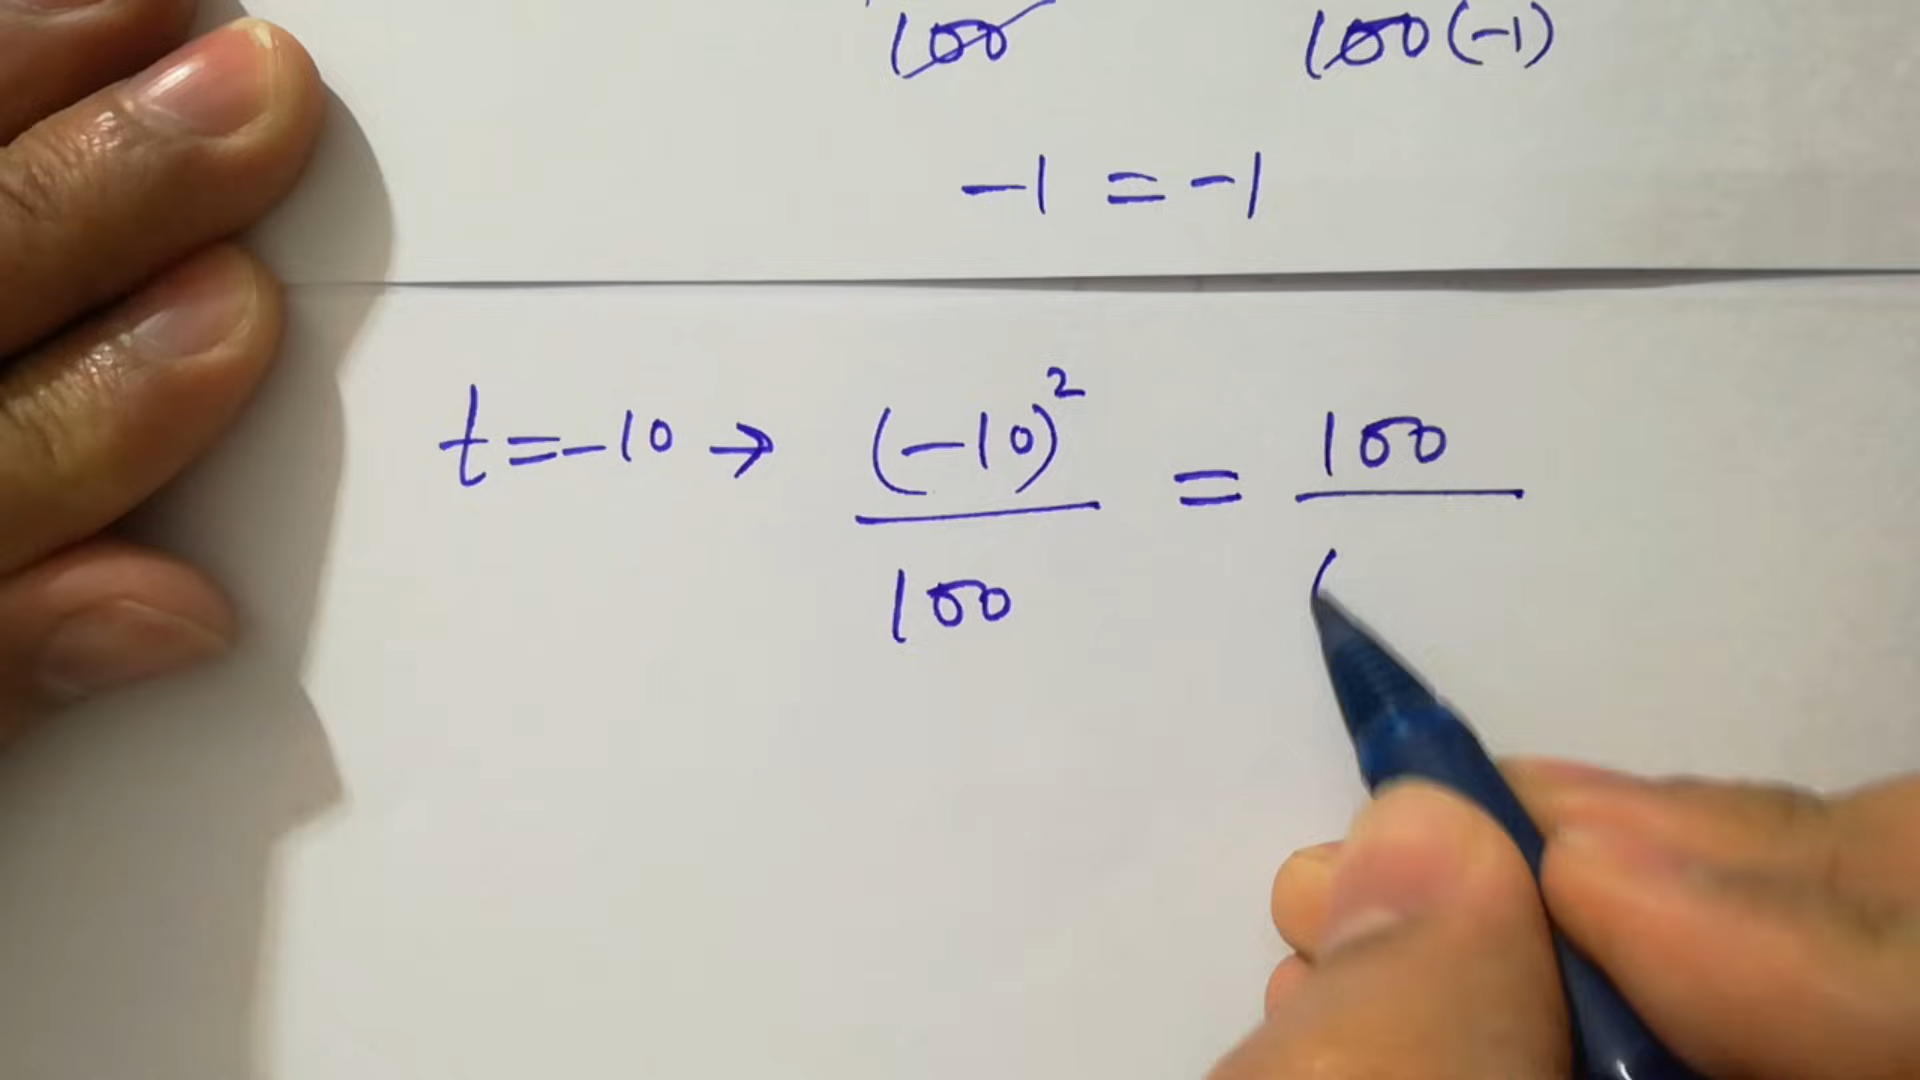 100 100(-1)
-1 = -1
t=-10 → (-10)² / 100 = 100 / (